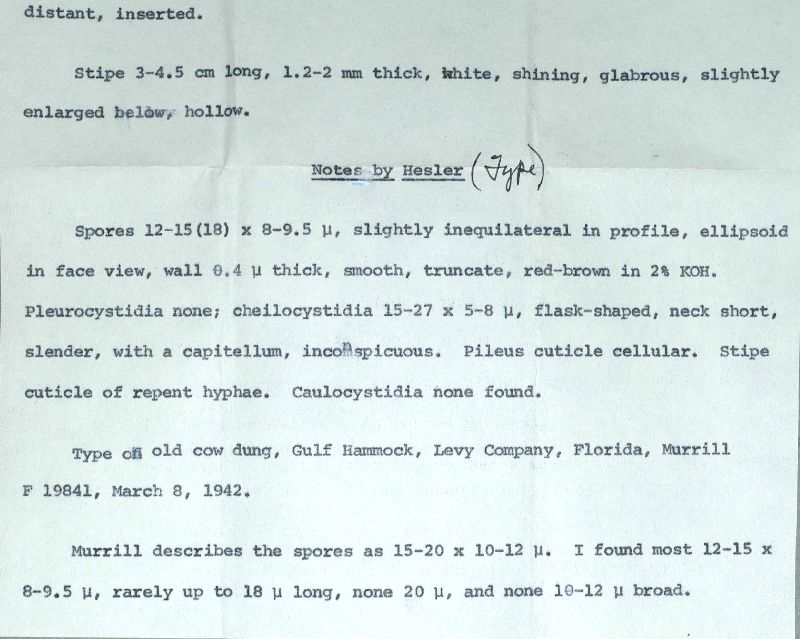 distant, inserted.
Stipe 3-4.5 cm long, 1.2-2 mm thick, white, shining, glabrous, slightly
enlarged below, hollow.
Notes by Hesler (Type)
Spores 12-15(18) x 8-9.5 µ, slightly inequilateral in profile, ellipsoid
in face view, wall 0.4 µ thick, smooth, truncate, red-brown in 2% KOH.
Pleurocystidia none; cheilocystidia 15-27 x 5-8 µ, flask-shaped, neck short,
slender, with a capitellum, inconspicuous. Pileus cuticle cellular. Stipe
cuticle of repent hyphae. Caulocystidia none found.
Type on old cow dung, Gulf Hammock, Levy Company, Florida, Murrill
F 19841, March 8, 1942.
Murrill describes the spores as 15-20 x 10-12 µ. I found most 12-15 x
8-9.5 µ, rarely up to 18 µ long, none 20 µ, and none 10-12 µ broad.